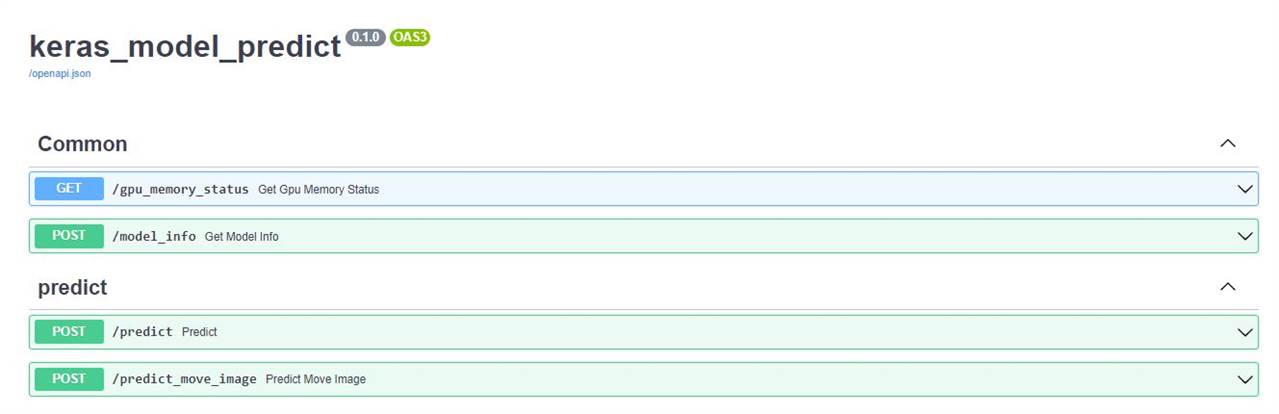 keras_model_predict 0.1.0 OAS3
/openapi.json
Common
GET /gpu_memory_status Get Gpu Memory Status
POST /model_info Get Model Info
predict
POST /predict Predict
POST /predict_move_image Predict Move Image